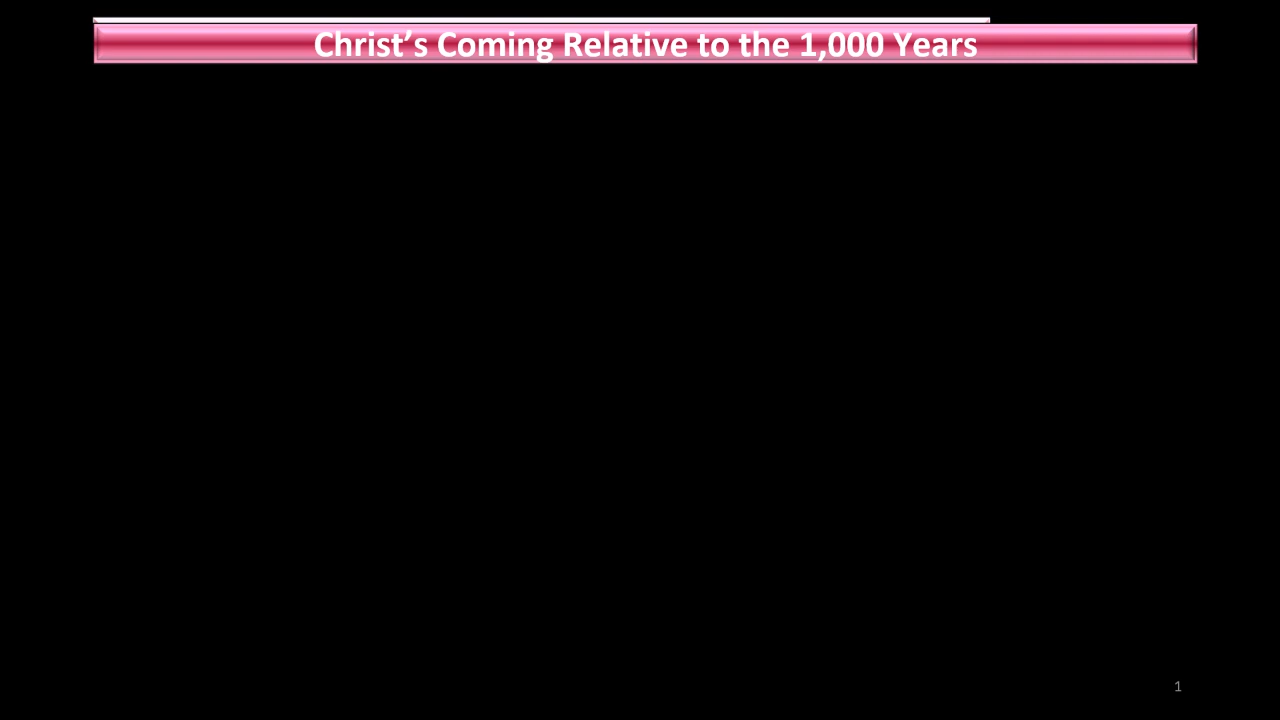 Christ’s Coming Relative to the 1,000 Years
1